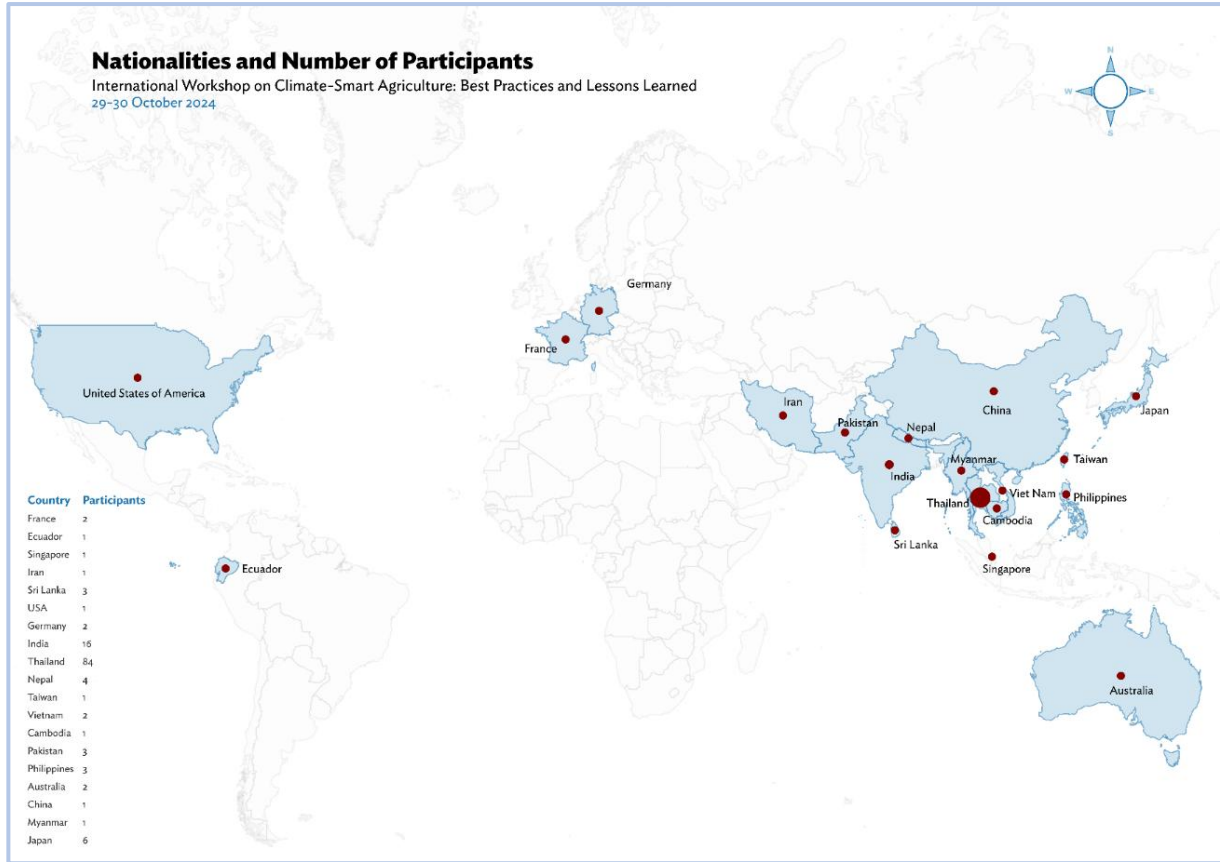 Nationalities and Number of Participants
International Workshop on Climate-Smart Agriculture: Best Practices and Lessons Learned
29-30 October 2024
N
W
E
S
Germany
France
United States of America
Iran
China
Japan
Pakistan
Nepal
Myanmar
Taiwan
India
Viet Nam
Philippines
Thailand
Cambodia
Sri Lanka
Singapore
Ecuador
Australia
Country Participants
France 2
Ecuador 1
Singapore 1
Iran 1
Sri Lanka 3
USA 1
Germany 2
India 16
Thailand 84
Nepal 4
Taiwan 1
Vietnam 2
Cambodia 1
Pakistan 3
Philippines 3
Australia 2
China 1
Myanmar 1
Japan 6